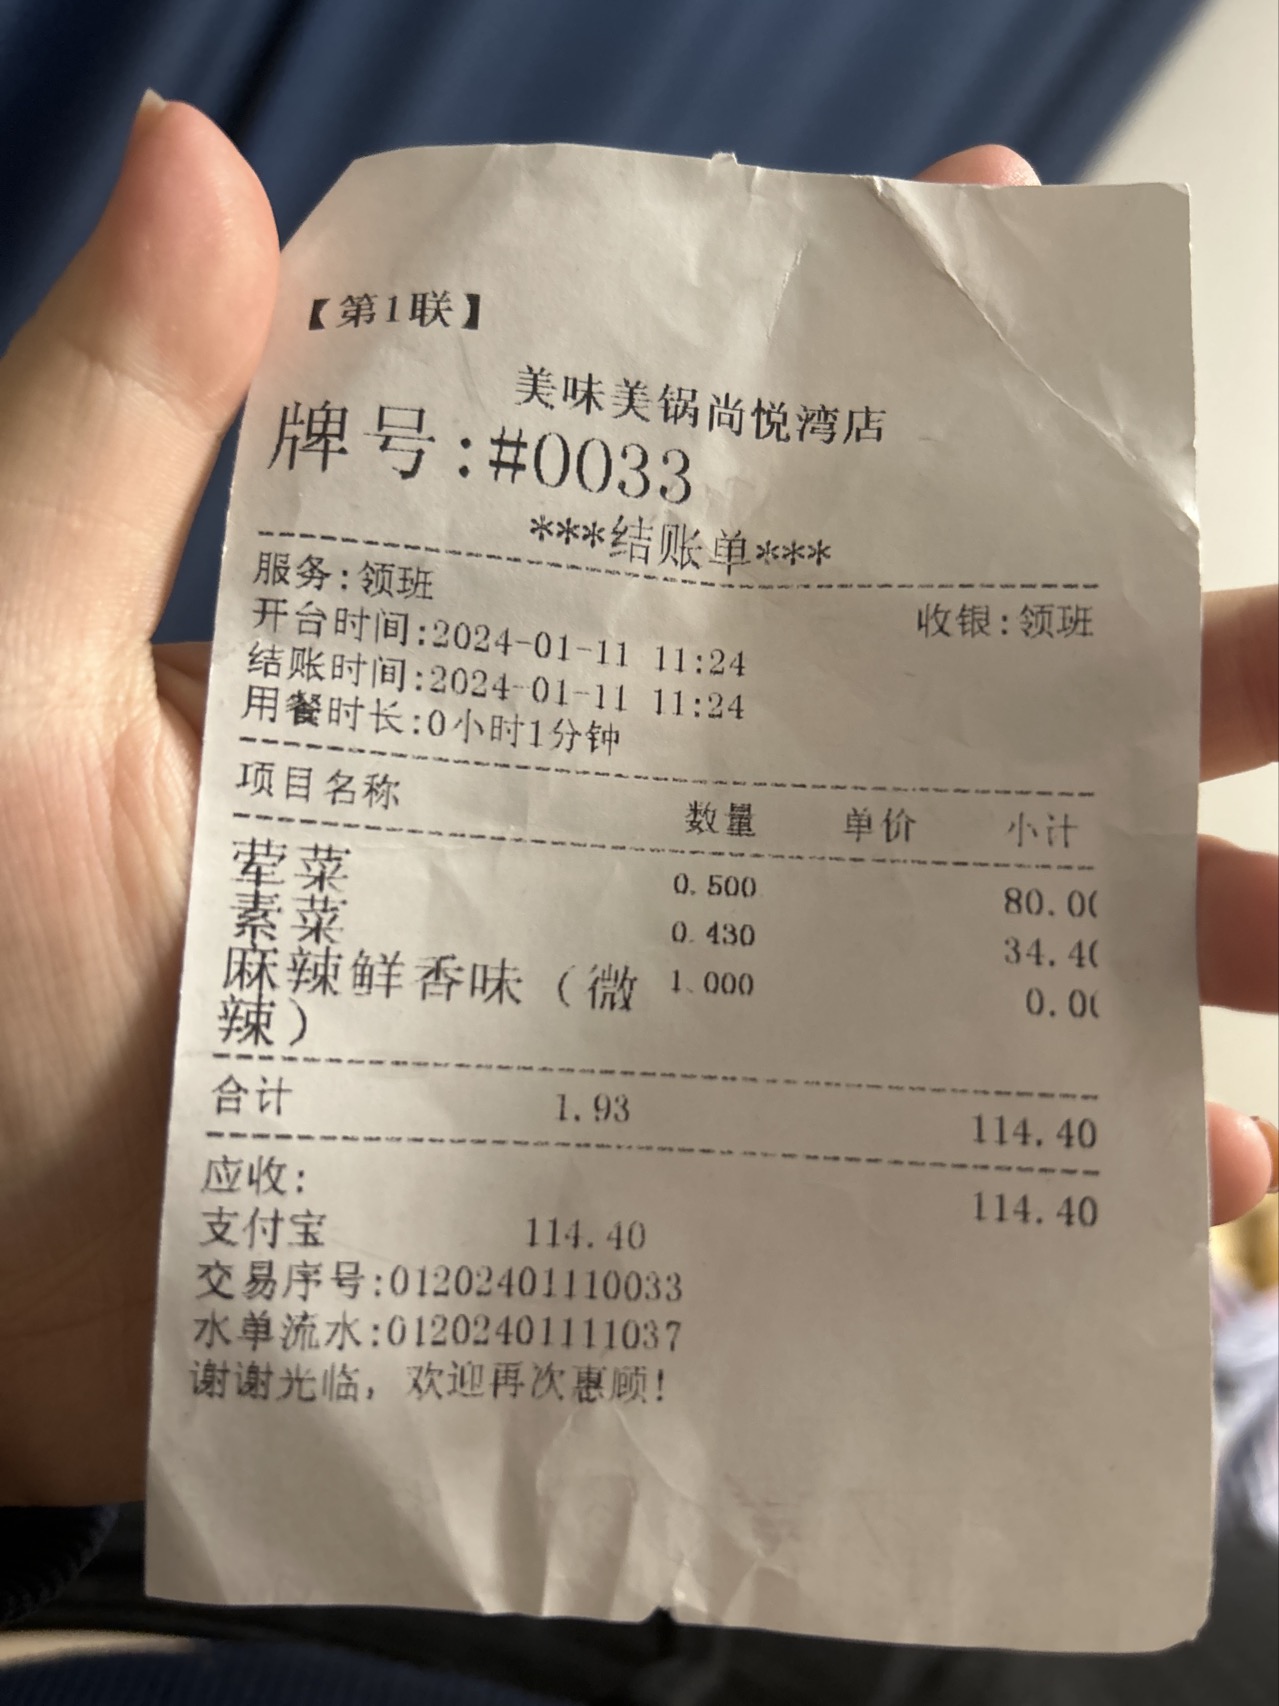 【第1联】
美味美锅尚悦湾店
牌号:#0033
***结账单***
服务:领班 收银:领班
开台时间:2024-01-11 11:24
结账时间:2024-01-11 11:24
用餐时长:0小时1分钟
项目名称 数量 单价 小计
荤菜 0.500 80.0(
素菜 0.430 34.4(
麻辣鲜香味（微 1.000 0.0(
辣）
合计 1.93 114.40
应收: 114.40
支付宝 114.40
交易序号:01202401110033
水单流水:01202401111037
谢谢光临，欢迎再次惠顾!